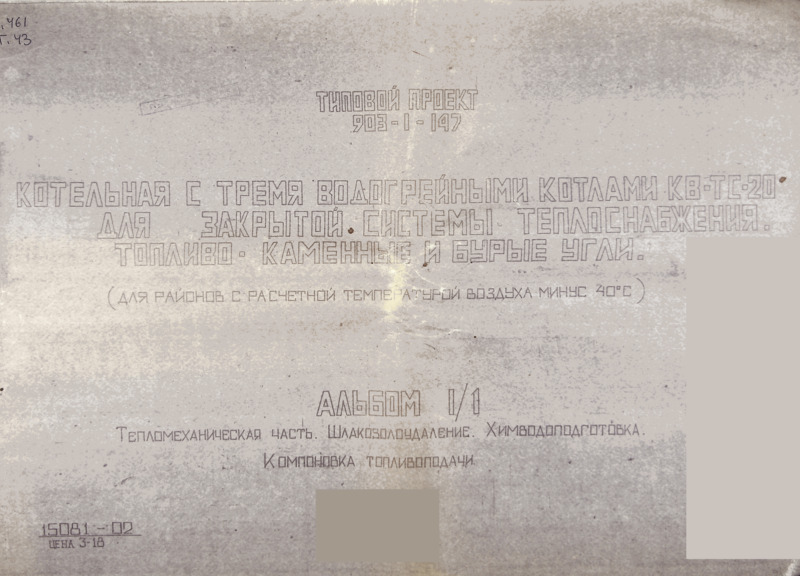 .461
Т. 43
ТИПОВОЙ ПРОЕКТ
903-1-147
КОТЕЛЬНАЯ С ТРЕМЯ ВОДОГРЕЙНЫМИ КОТЛАМИ КВ-ТС-20
ДЛЯ ЗАКРЫТОЙ СИСТЕМЫ ТЕПЛОСНАБЖЕНИЯ.
ТОПЛИВО - КАМЕННЫЕ И БУРЫЕ УГЛИ.
(ДЛЯ РАЙОНОВ С РАСЧЕТНОЙ ТЕМПЕРАТУРОЙ ВОЗДУХА МИНУС 40°С)
АЛЬБОМ I/1
ТЕПЛОМЕХАНИЧЕСКАЯ ЧАСТЬ. ШЛАКОЗОЛОУДАЛЕНИЕ. ХИМВОДОПОДГОТОВКА.
КОМПОНОВКА ТОПЛИВОПОДАЧИ
15081-02
ЦЕНА 3-18